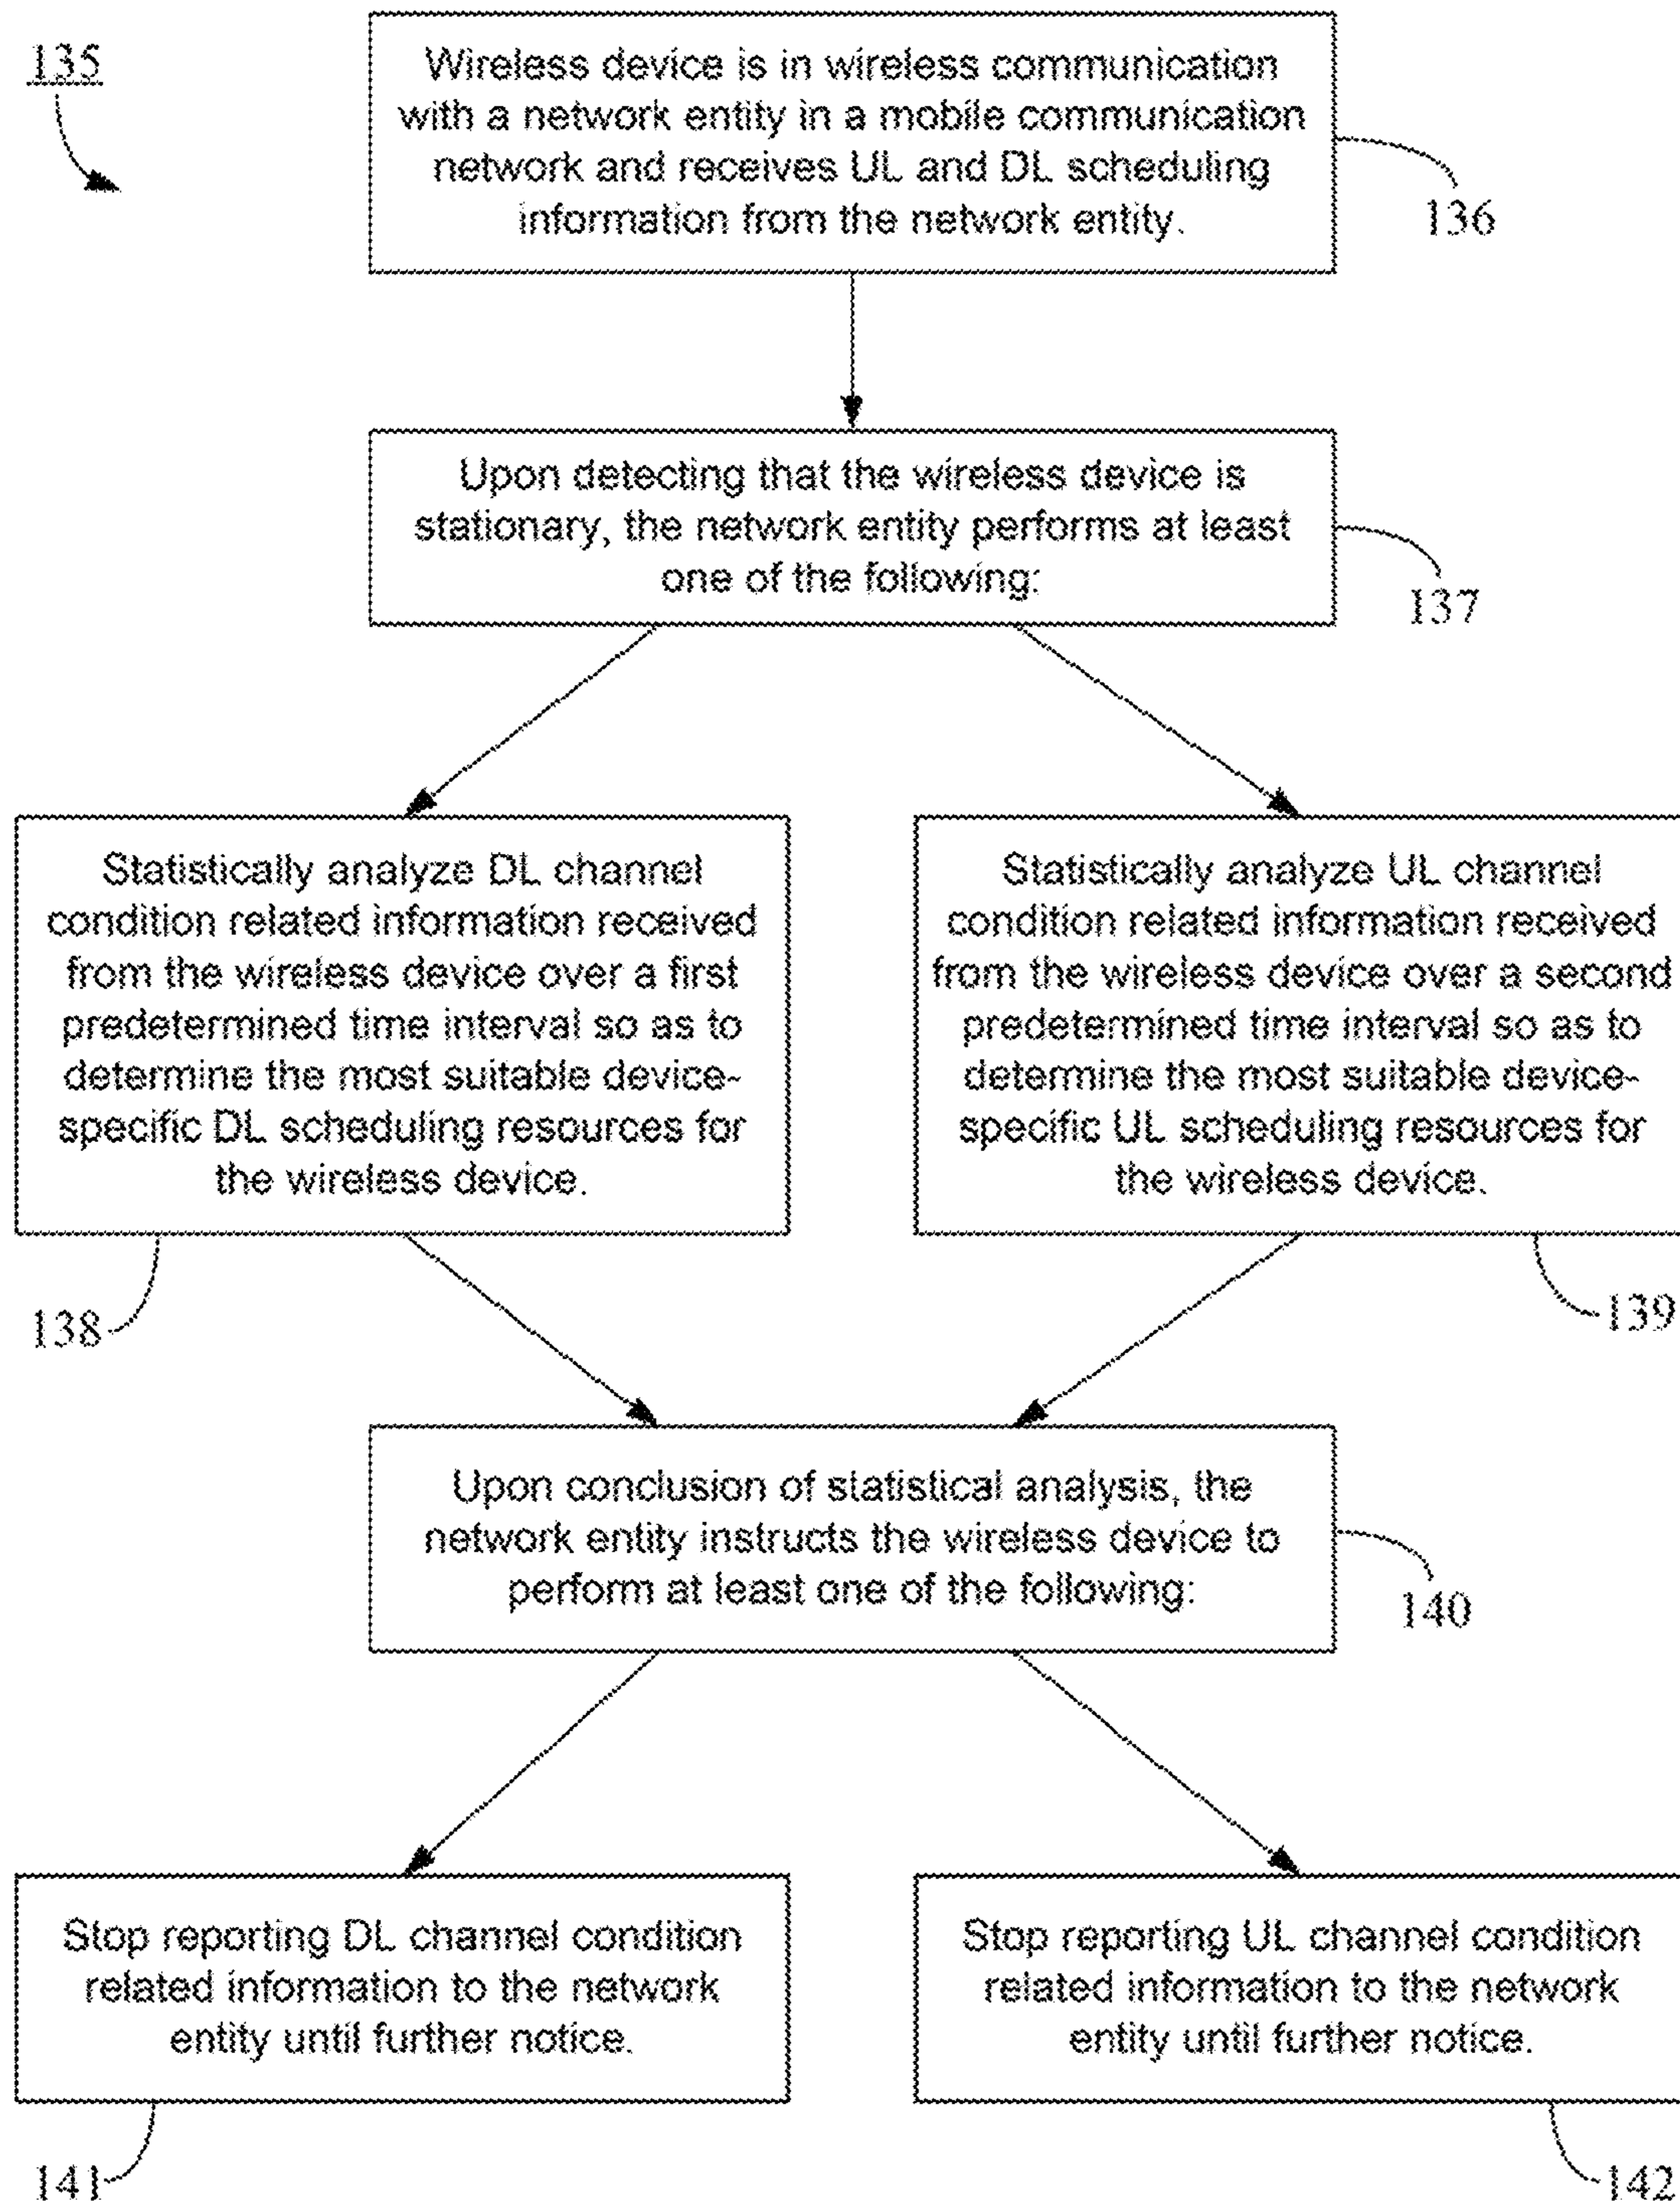 135
Wireless device is in wireless communication
with a network entity in a mobile communication
network and receives UL and DL scheduling
information from the network entity.
136
Upon detecting that the wireless device is
stationary, the network entity performs at least
one of the following:
137
Statistically analyze DL channel
condition related information received
from the wireless device over a first
predetermined time interval so as to
determine the most suitable device-
specific DL scheduling resources for
the wireless device.
138
Statistically analyze UL channel
condition related information received
from the wireless device over a second
predetermined time interval so as to
determine the most suitable device-
specific UL scheduling resources for
the wireless device.
139
Upon conclusion of statistical analysis, the
network entity instructs the wireless device to
perform at least one of the following:
140
Stop reporting DL channel condition
related information to the network
entity until further notice.
141
Stop reporting UL channel condition
related information to the network
entity until further notice.
142